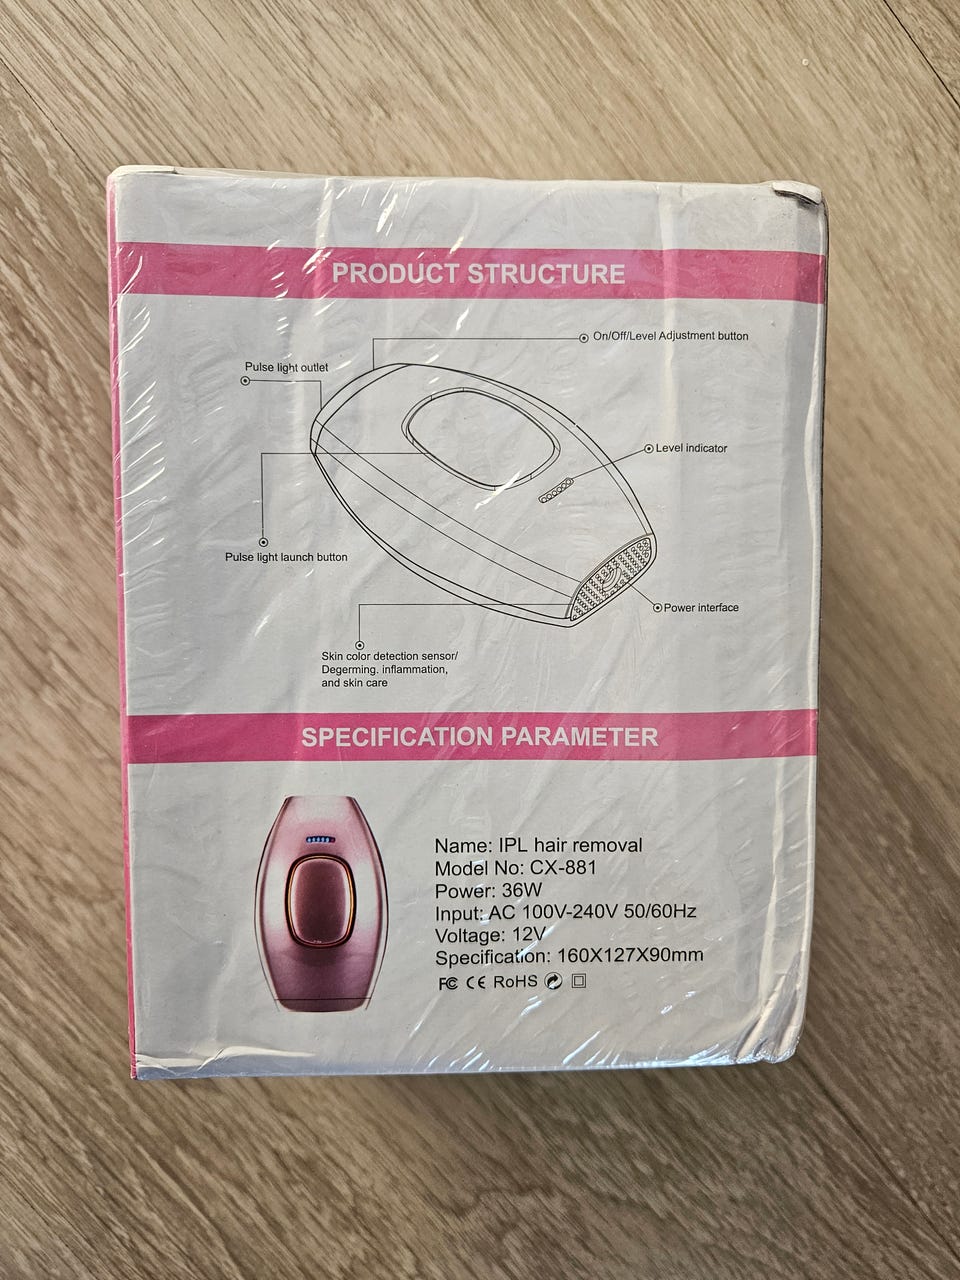 PRODUCT STRUCTURE
On/Off/Level Adjustment button
Pulse light outlet
Level indicator
Pulse light launch button
Power interface
Skin color detection sensor/
Degerming. inflammation,
and skin care
SPECIFICATION PARAMETER
Name: IPL hair removal
Model No: CX-881
Power: 36W
Input: AC 100V-240V 50/60Hz
Voltage: 12V
Specification: 160X127X90mm
FC CE RoHS